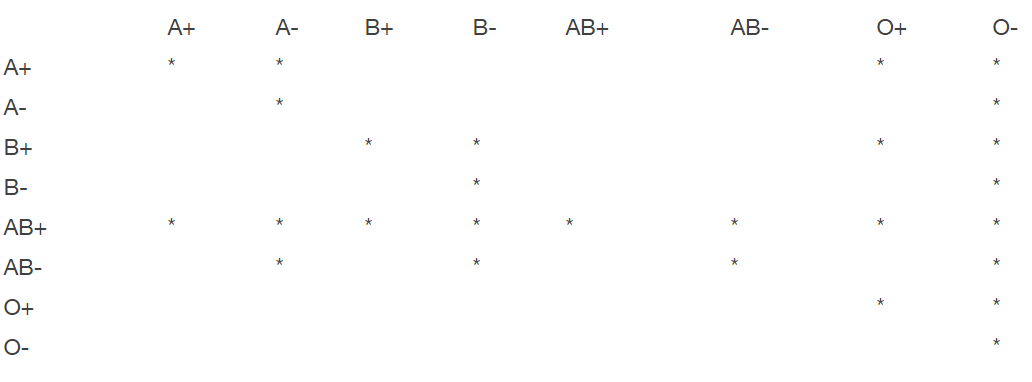 A+ A- B+ B- AB+ AB- O+ O-
A+ * * * *
A- * *
B+ * * * *
B- * *
AB+ * * * * * * * *
AB- * * * *
O+ * *
O- *